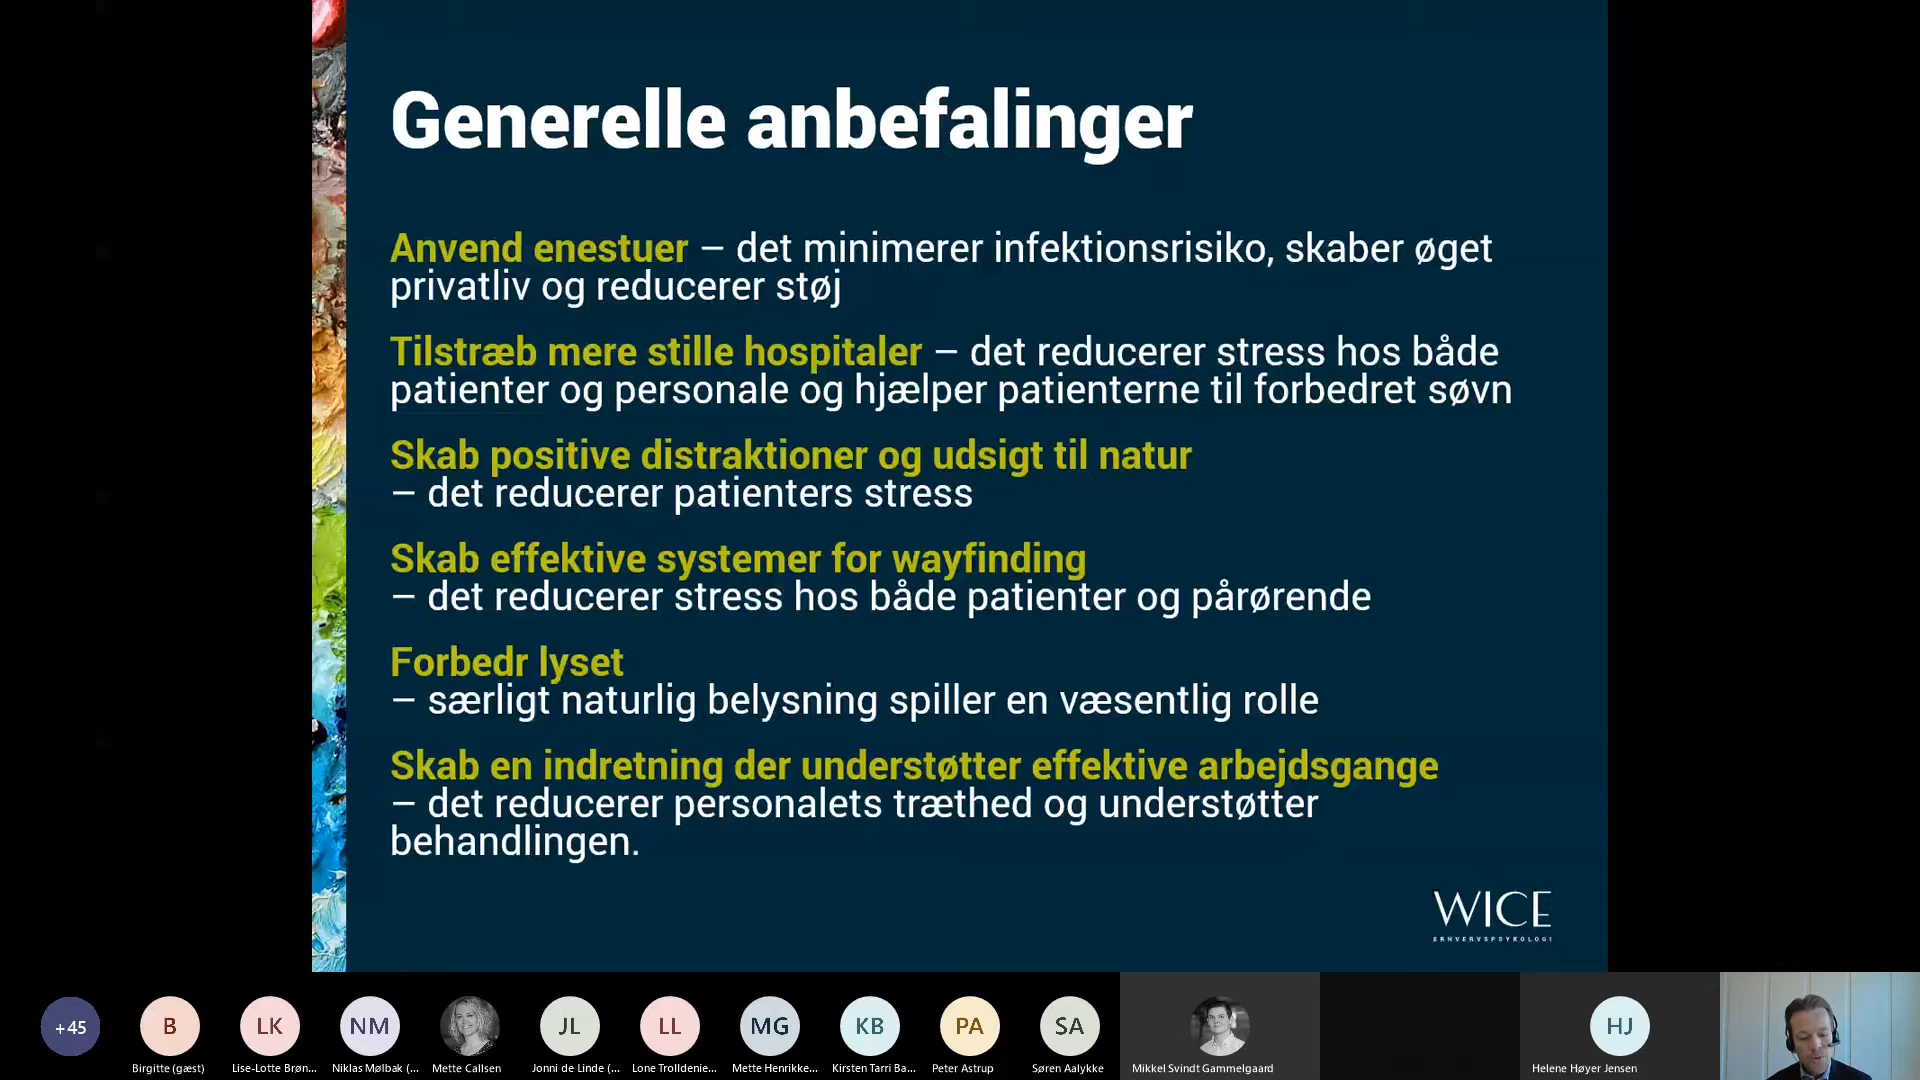 Generelle anbefalinger
Anvend enestuer – det minimerer infektionsrisiko, skaber øget
privatliv og reducerer støj
Tilstræb mere stille hospitaler – det reducerer stress hos både
patienter og personale og hjælper patienterne til forbedret søvn
Skab positive distraktioner og udsigt til natur
– det reducerer patienters stress
Skab effektive systemer for wayfinding
– det reducerer stress hos både patienter og pårørende
Forbedr lyset
– særligt naturlig belysning spiller en væsentlig rolle
Skab en indretning der understøtter effektive arbejdsgange
– det reducerer personalets træthed og understøtter
behandlingen.
WICE
ERHVERVSPSYKOLOGI
+45
B
LK
NM
JL
LL
MG
KB
PA
SA
HJ
Birgitte (gæst)
Lise-Lotte Brøn...
Niklas Mølbak (...
Mette Callsen
Jonni de Linde (...
Lone Trolldenie...
Mette Henrikke...
Kirsten Tarri Ba...
Peter Astrup
Søren Aalykke
Mikkel Svindt Gammelgaard
Helene Høyer Jensen